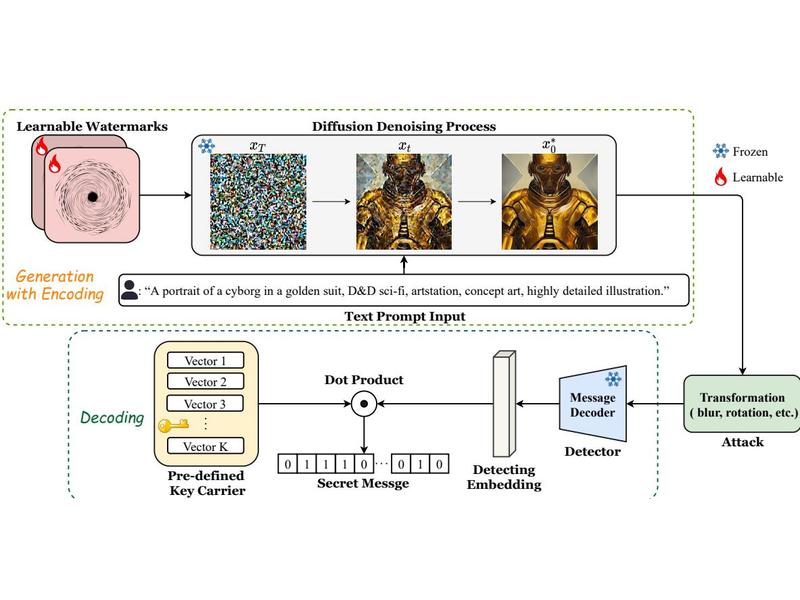 Learnable Watermarks
Diffusion Denoising Process
x_T
x_t
x_0^*
Frozen
Learnable
Generation
with Encoding
: “A portrait of a cyborg in a golden suit, D&D sci-fi, artstation, concept art, highly detailed illustration.”
Text Prompt Input
Decoding
Vector 1
Vector 2
Vector 3
⋮
Vector K
Pre-defined
Key Carrier
Dot Product
0 1 1 1 0 ··· 0 1 0
Secret Messge
Detecting
Embedding
Message
Decoder
Detector
Transformation
( blur, rotation, etc.)
Attack